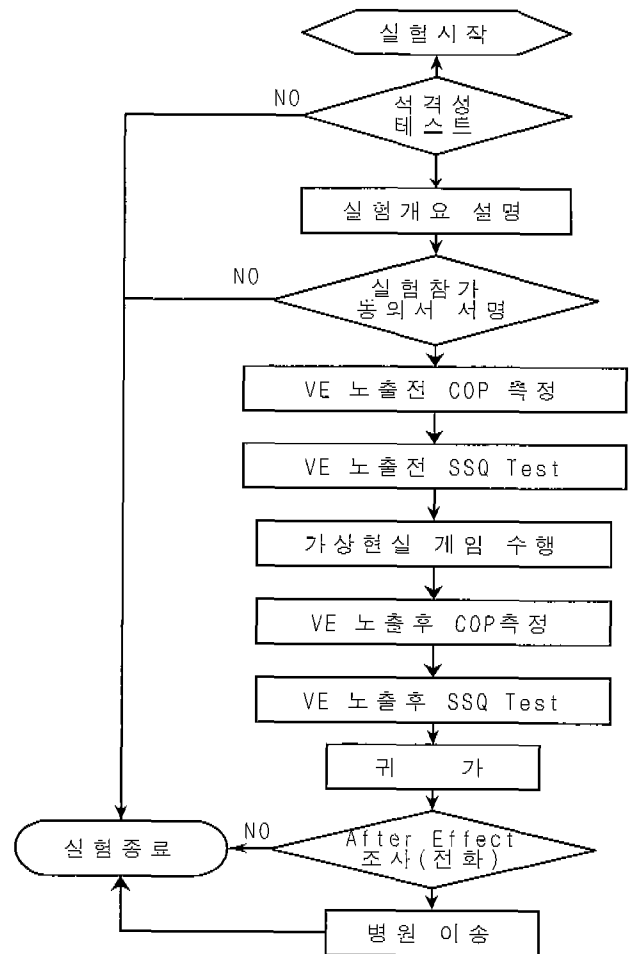 실험시작
NO
석격성
테스트
실험개요 설명
NO
실험참가
동의서 서명
VE 노출전 COP 측정
VE 노출전 SSQ Test
가상현실 게임 수행
VE 노출후 COP측정
VE 노출후 SSQ Test
귀 가
실험종료
NO
After Effect
조사(전화)
병원 이송